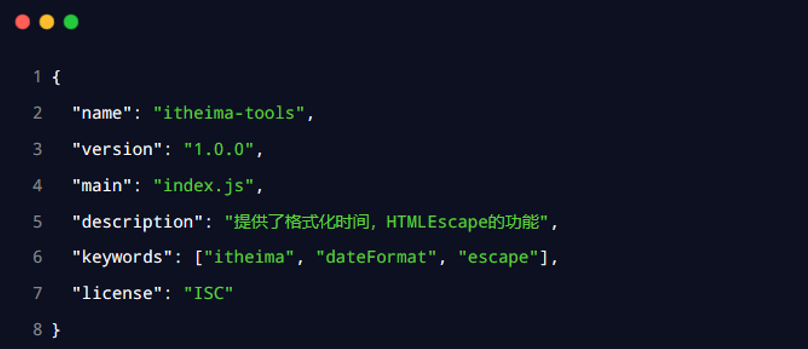 1 {
2 "name": "itheima-tools",
3 "version": "1.0.0",
4 "main": "index.js",
5 "description": "提供了格式化时间，HTMLEscape的功能",
6 "keywords": ["itheima", "dateFormat", "escape"],
7 "license": "ISC"
8 }